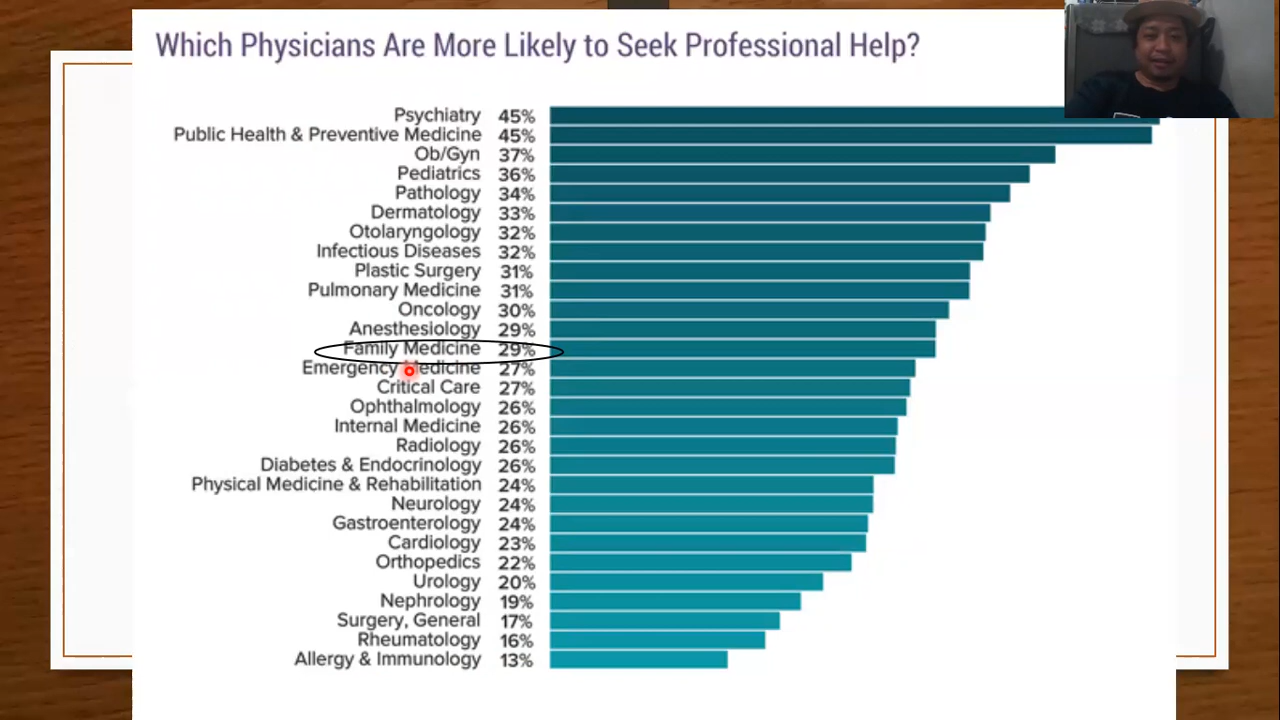 Which Physicians Are More Likely to Seek Professional Help?
Psychiatry 45%
Public Health & Preventive Medicine 45%
Ob/Gyn 37%
Pediatrics 36%
Pathology 34%
Dermatology 33%
Otolaryngology 32%
Infectious Diseases 32%
Plastic Surgery 31%
Pulmonary Medicine 31%
Oncology 30%
Anesthesiology 29%
Family Medicine 29%
Emergency Medicine 27%
Critical Care 27%
Ophthalmology 26%
Internal Medicine 26%
Radiology 26%
Diabetes & Endocrinology 26%
Physical Medicine & Rehabilitation 24%
Neurology 24%
Gastroenterology 24%
Cardiology 23%
Orthopedics 22%
Urology 20%
Nephrology 19%
Surgery, General 17%
Rheumatology 16%
Allergy & Immunology 13%